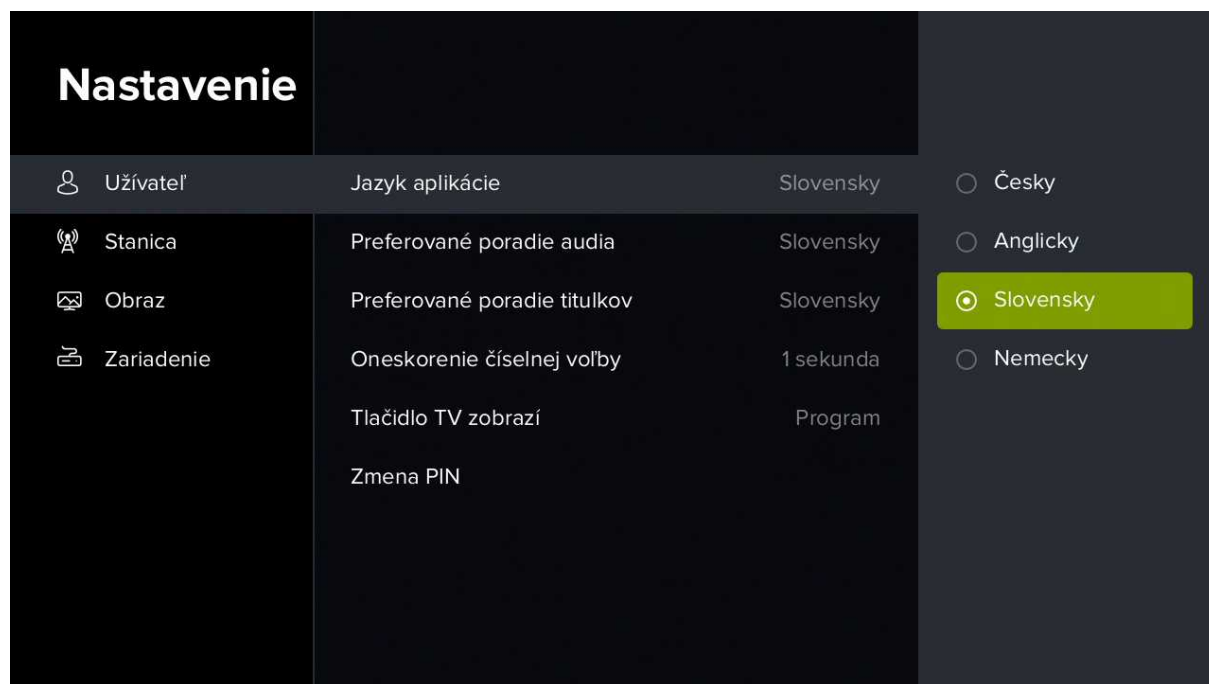 Nastavenie
Užívateľ
Jazyk aplikácie Slovensky
Česky
Stanica
Preferované poradie audia Slovensky
Anglicky
Obraz
Preferované poradie titulkov Slovensky
Slovensky
Zariadenie
Oneskorenie číselnej voľby 1 sekunda
Nemecky
Tlačidlo TV zobrazí Program
Zmena PIN